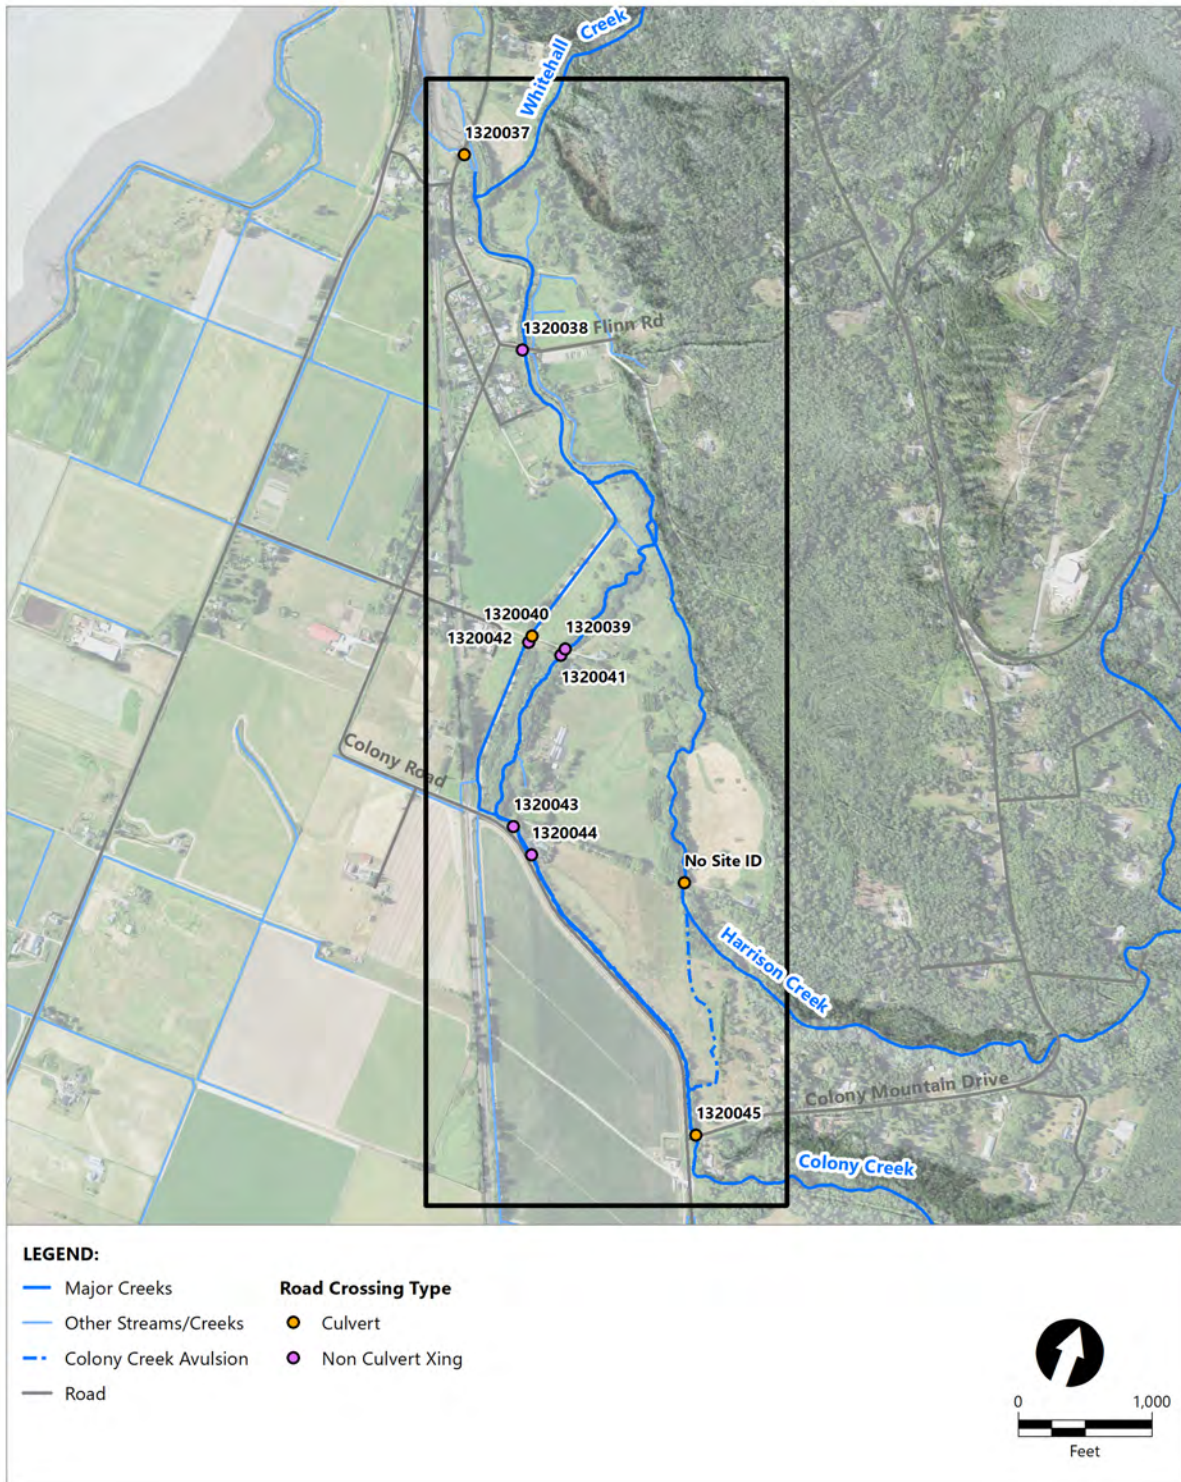 Whitehall Creek
1320037
1320038
Flinn Rd
1320040
1320039
1320042
1320041
Colony Road
1320043
1320044
No Site ID
Harrison Creek
Colony Mountain Drive
1320045
Colony Creek
LEGEND:
Major Creeks
Other Streams/Creeks
Colony Creek Avulsion
Road
Road Crossing Type
Culvert
Non Culvert Xing
0 1,000
Feet